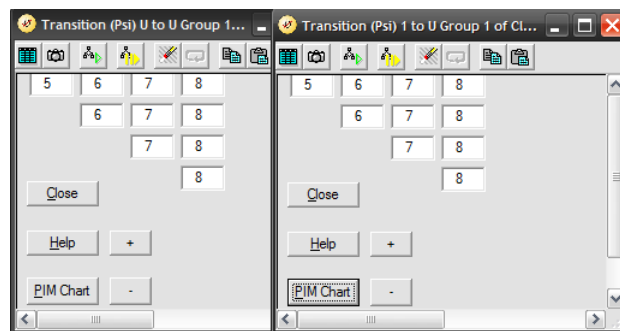 Transition (Psi) U to U Group 1...
5 6 7 8
6 7 8
7 8
8
Close
Help +
PIM Chart -
Transition (Psi) 1 to U Group 1 of Cl...
5 6 7 8
6 7 8
7 8
8
Close
Help +
PIM Chart -